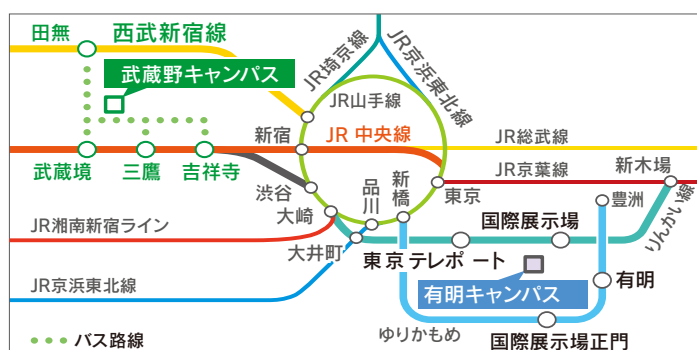 田無
西武新宿線
武蔵野キャンパス
JR埼京線
JR京浜東北線
JR山手線
新宿
JR 中央線
JR総武線
武蔵境
三鷹
吉祥寺
渋谷
品川
新橋
東京
JR京葉線
新木場
大崎
豊洲
りんかい線
JR湘南新宿ライン
大井町
国際展示場
東京テレポート
有明キャンパス
有明
JR京浜東北線
ゆりかもめ
国際展示場正門
バス路線